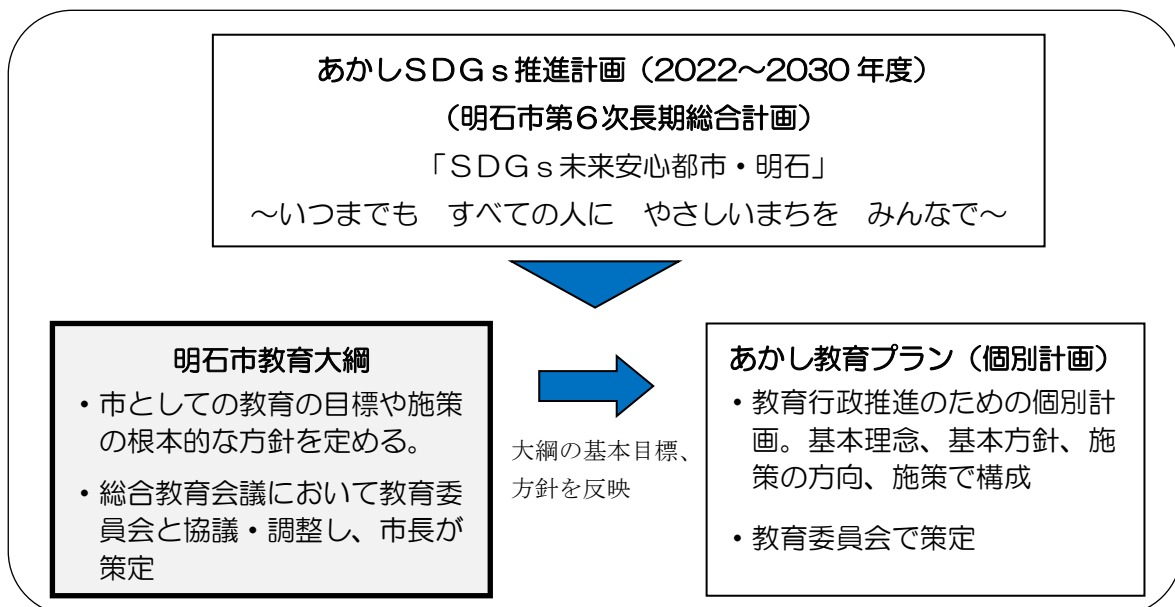 あかしSDGs推進計画（2022～2030年度）
（明石市第6次長期総合計画）
「SDGs未来安心都市・明石」
～いつまでも　すべての人に　やさしいまちを　みんなで～
明石市教育大綱
・市としての教育の目標や施策
の根本的な方針を定める。
・総合教育会議において教育委
員会と協議・調整し、市長が
策定
大綱の基本目標、
方針を反映
あかし教育プラン（個別計画）
・教育行政推進のための個別計
画。基本理念、基本方針、施
策の方向、施策で構成
・教育委員会で策定